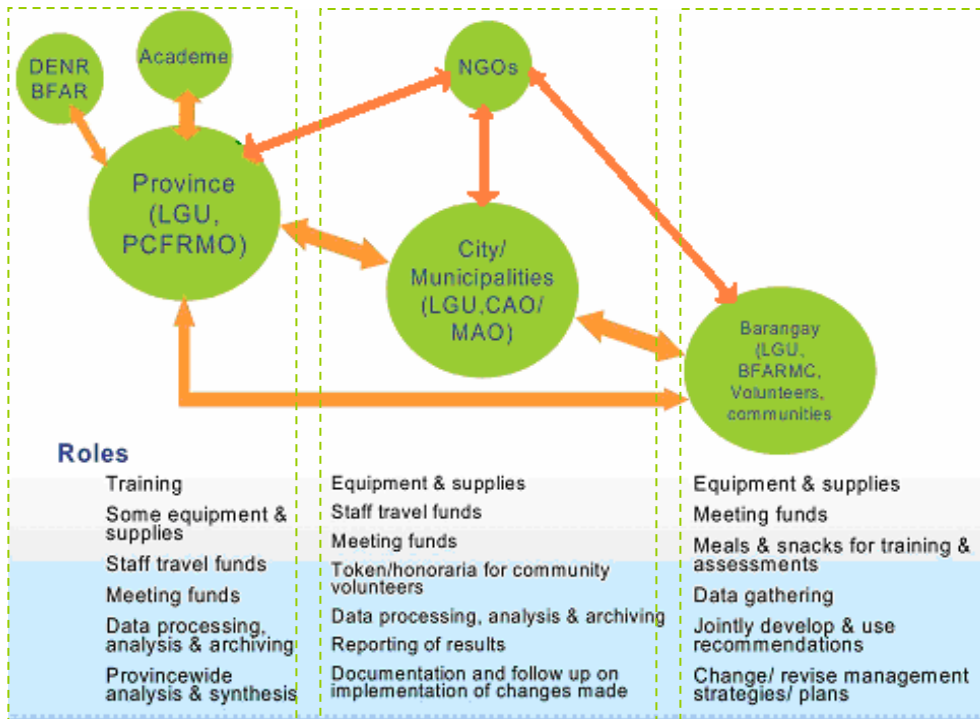 DENR
BFAR
Academe
NGOs
Province
(LGU,
PCFRMO)
City/
Municipalities
(LGU,CAO/
MAO)
Barangay
(LGU,
BFARMC,
Volunteers,
communities
Roles
Training
Some equipment &
supplies
Staff travel funds
Meeting funds
Data processing,
analysis & archiving
Provincewide
analysis & synthesis
Equipment & supplies
Staff travel funds
Meeting funds
Token/honoraria for community
volunteers
Data processing, analysis & archiving
Reporting of results
Documentation and follow up on
implementation of changes made
Equipment & supplies
Meeting funds
Meals & snacks for training &
assessments
Data gathering
Jointly develop & use
recommendations
Change/ revise management
strategies/ plans